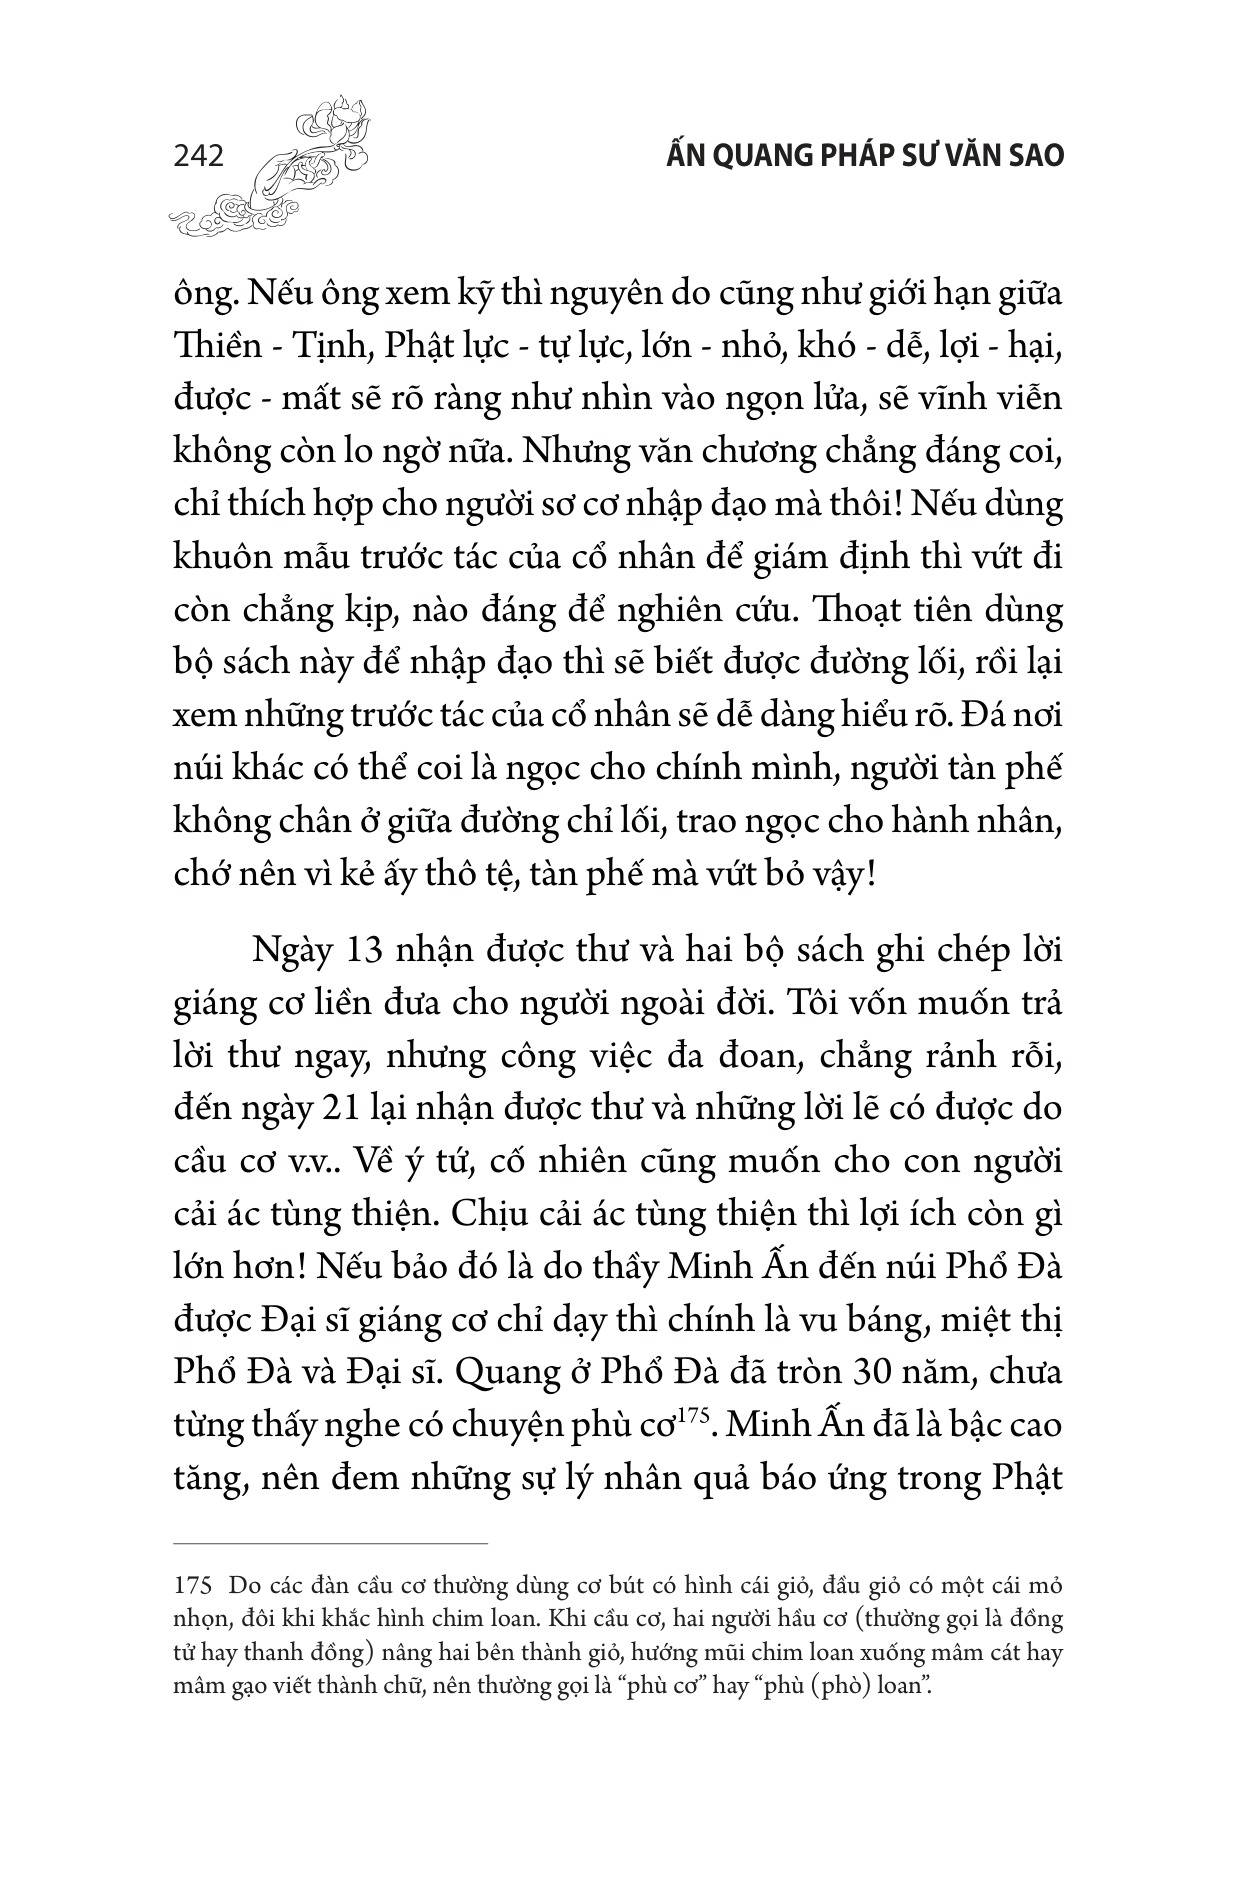 242
ẤN QUANG PHÁP SƯ VĂN SAO
ông. Nếu ông xem kỹ thì nguyên do cũng như giới hạn giữa
Thiền - Tịnh, Phật lực - tự lực, lớn - nhỏ, khó - dễ, lợi - hại,
được - mất sẽ rõ ràng như nhìn vào ngọn lửa, sẽ vĩnh viễn
không còn lo ngờ nữa. Nhưng văn chương chẳng đáng coi,
chỉ thích hợp cho người sơ cơ nhập đạo mà thôi! Nếu dùng
khuôn mẫu trước tác của cổ nhân để giám định thì vứt đi
còn chẳng kịp, nào đáng để nghiên cứu. Thoạt tiên dùng
bộ sách này để nhập đạo thì sẽ biết được đường lối, rồi lại
xem những trước tác của cổ nhân sẽ dễ dàng hiểu rõ. Đá nơi
núi khác có thể coi là ngọc cho chính mình, người tàn phế
không chân ở giữa đường chỉ lối, trao ngọc cho hành nhân,
chớ nên vì kẻ ấy thô tệ, tàn phế mà vứt bỏ vậy!
Ngày 13 nhận được thư và hai bộ sách ghi chép lời
giáng cơ liền đưa cho người ngoài đời. Tôi vốn muốn trả
lời thư ngay, nhưng công việc đa đoan, chẳng rảnh rỗi,
đến ngày 21 lại nhận được thư và những lời lẽ có được do
cầu cơ v.v.. Về ý tứ, cố nhiên cũng muốn cho con người
cải ác tùng thiện. Chịu cải ác tùng thiện thì lợi ích còn gì
lớn hơn! Nếu bảo đó là do thầy Minh Ấn đến núi Phổ Đà
được Đại sĩ giáng cơ chỉ dạy thì chính là vu báng, miệt thị
Phổ Đà và Đại sĩ. Quang ở Phổ Đà đã tròn 30 năm, chưa
từng thấy nghe có chuyện phù cơ175. Minh Ấn đã là bậc cao
tăng, nên đem những sự lý nhân quả báo ứng trong Phật
175 Do các đàn cầu cơ thường dùng cơ bút có hình cái giỏ, đầu giỏ có một cái mỏ
nhọn, đôi khi khắc hình chim loan. Khi cầu cơ, hai người hầu cơ (thường gọi là đồng
tử hay thanh đồng) nâng hai bên thành giỏ, hướng mũi chim loan xuống mâm cát hay
mâm gạo viết thành chữ, nên thường gọi là “phù cơ” hay “phù (phò) loan”.